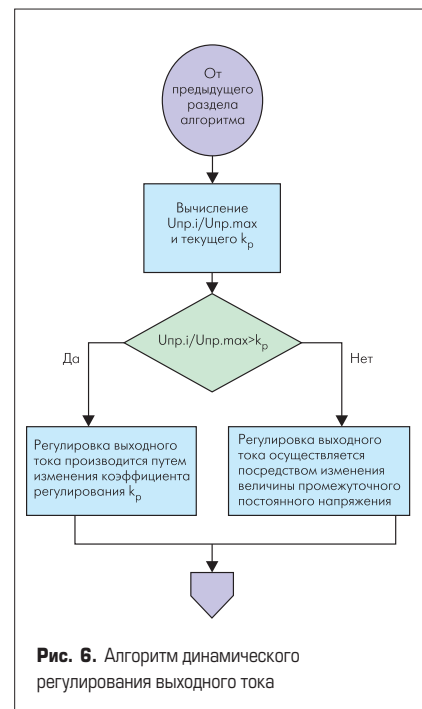 От
предыдущего
раздела
алгоритма
Вычисление
Uпр.i/Uпр.max
и текущего kр
Uпр.i/Uпр.max>kр
Да
Нет
Регулировка выходного
тока производится путем
изменения коэффициента
регулирования kр
Регулировка выходного
тока осуществляется
посредством изменения
величины промежуточного
постоянного напряжения
Рис. 6. Алгоритм динамического
регулирования выходного тока